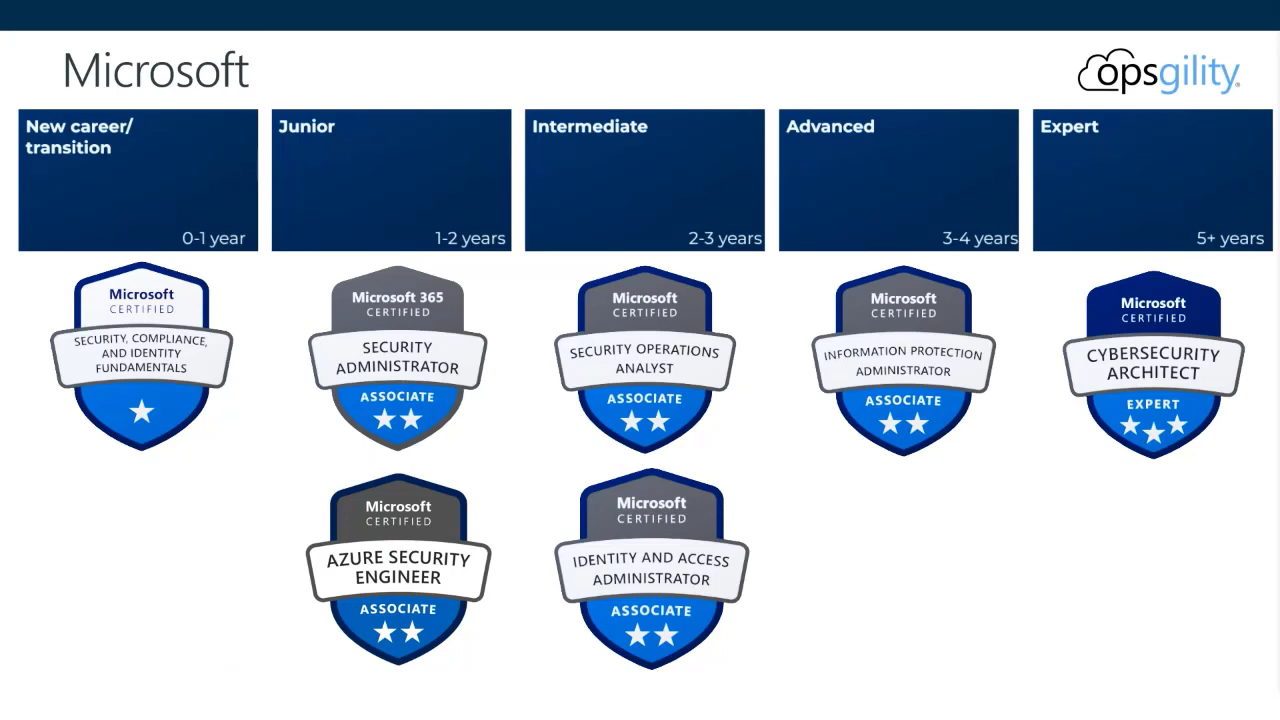 Microsoft
opsgility
New career/
transition
0-1 year
Junior
1-2 years
Intermediate
2-3 years
Advanced
3-4 years
Expert
5+ years
Microsoft
CERTIFIED
SECURITY, COMPLIANCE,
AND IDENTITY
FUNDAMENTALS
Microsoft 365
CERTIFIED
SECURITY
ADMINISTRATOR
ASSOCIATE
Microsoft
CERTIFIED
SECURITY OPERATIONS
ANALYST
ASSOCIATE
Microsoft
CERTIFIED
INFORMATION PROTECTION
ADMINISTRATOR
ASSOCIATE
Microsoft
CERTIFIED
CYBERSECURITY
ARCHITECT
EXPERT
Microsoft
CERTIFIED
AZURE SECURITY
ENGINEER
ASSOCIATE
Microsoft
CERTIFIED
IDENTITY AND ACCESS
ADMINISTRATOR
ASSOCIATE